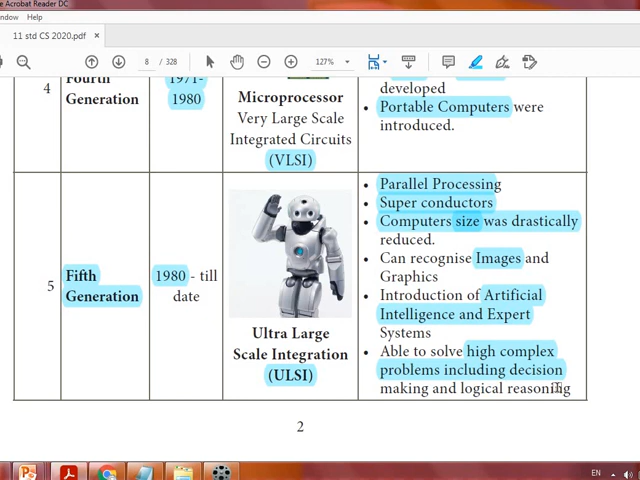 e Acrobat Reader DC
ndow Help
11 std CS 2020.pdf
8 / 328
127%
4
Fourth
Generation
1971-
1980
Microprocessor
Very Large Scale
Integrated Circuits
(VLSI)
developed
• Portable Computers were
introduced.
5
Fifth
Generation
1980 - till
date
Ultra Large
Scale Integration
(ULSI)
• Parallel Processing
• Super conductors
• Computers size was drastically
reduced.
• Can recognise Images and
Graphics
• Introduction of Artificial
Intelligence and Expert
Systems
• Able to solve high complex
problems including decision
making and logical reasoning
2
EN